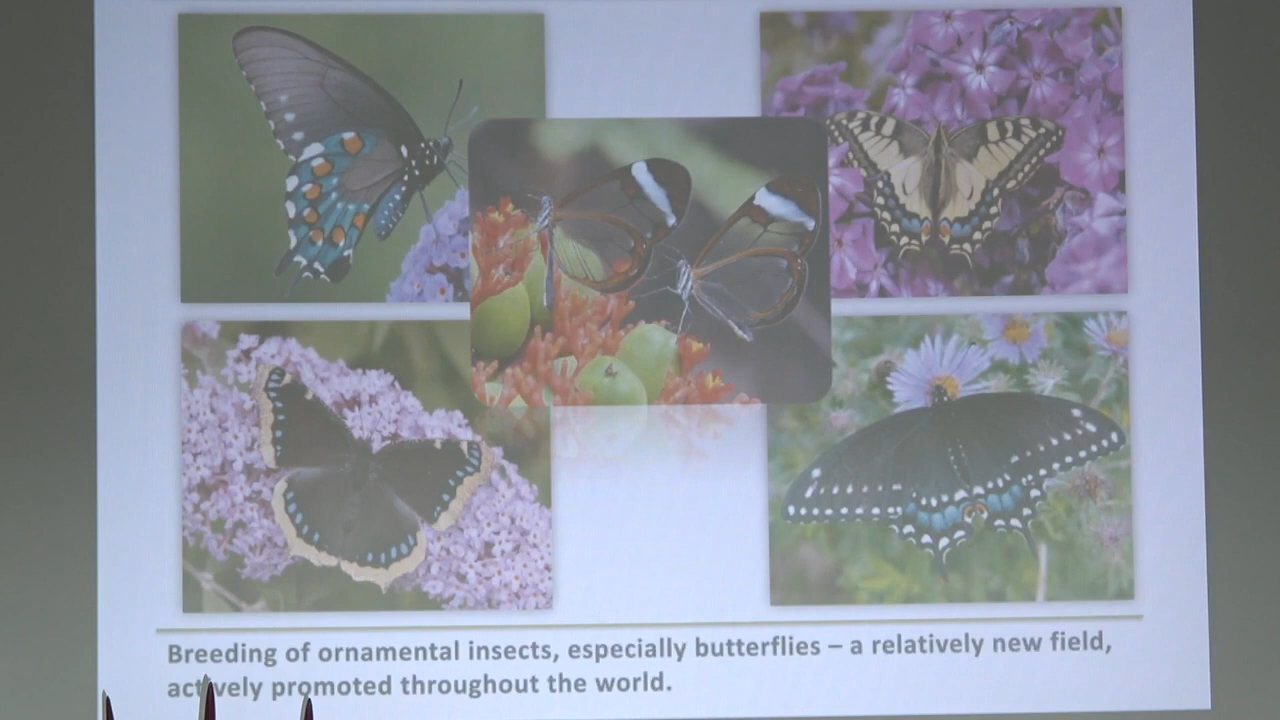 Breeding of ornamental insects, especially butterflies – a relatively new field,
actively promoted throughout the world.